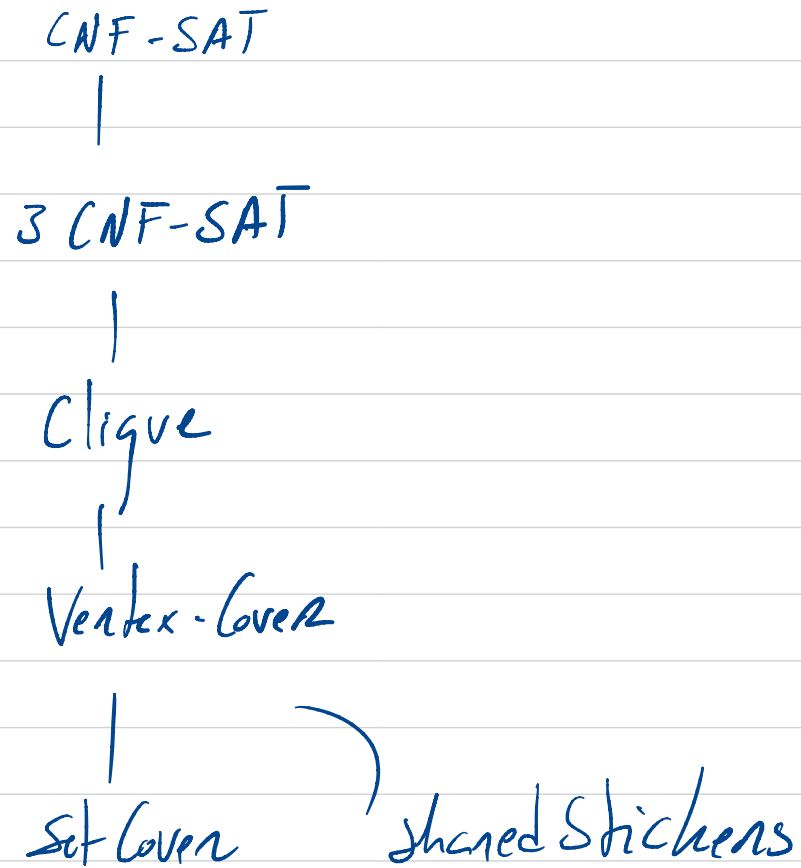 CNF-SAT
3 CNF-SAT
Clique
Vertex-Cover
Set Cover shared Stickers